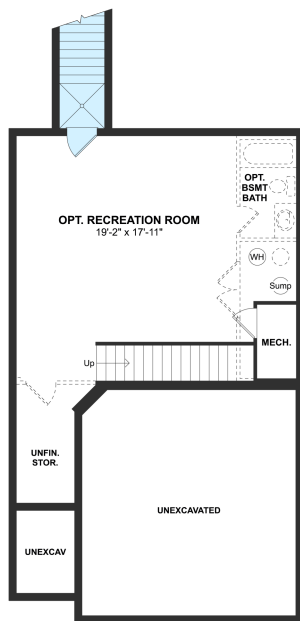 OPT.
BSMT
BATH
OPT. RECREATION ROOM
19'-2" x 17'-11"
WH
Sump
MECH.
Up
UNFIN.
STOR.
UNEXCAVATED
UNEXCAV